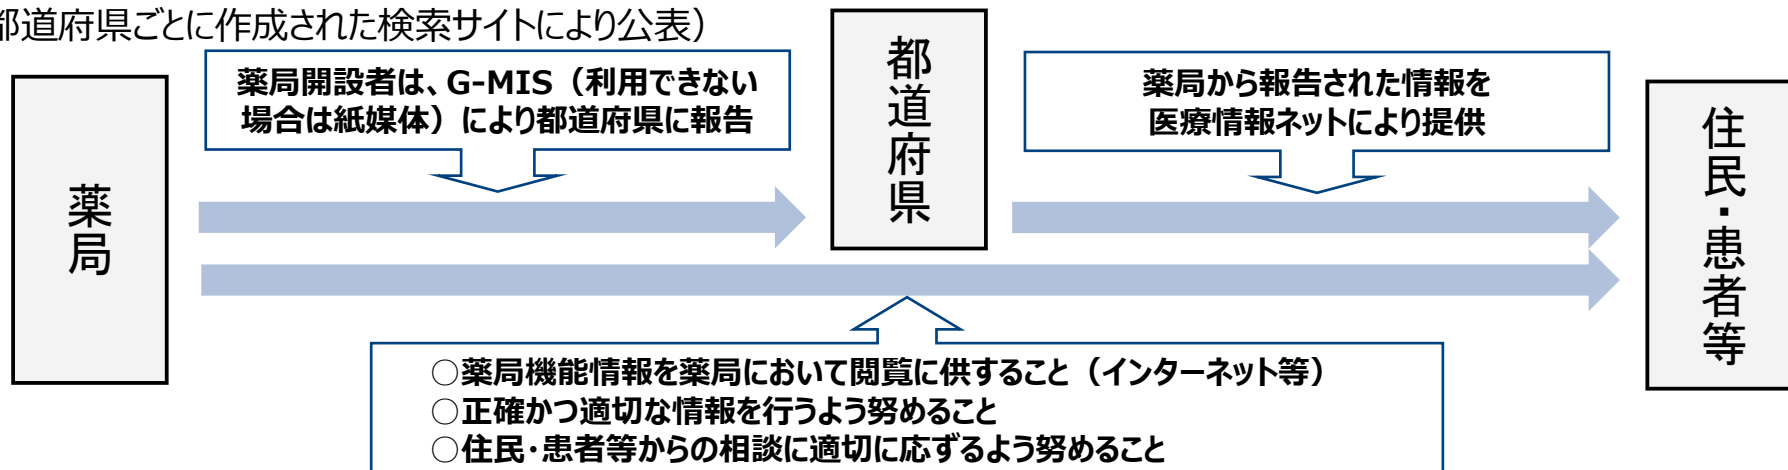 都道府県ごとに作成された検索サイトにより公表）
薬局開設者は、G-MIS（利用できない
場合は紙媒体）により都道府県に報告
都道府県
薬局から報告された情報を
医療情報ネットにより提供
薬局
住民・患者等
○薬局機能情報を薬局において閲覧に供すること（インターネット等）
○正確かつ適切な情報を行うよう努めること
○住民・患者等からの相談に適切に応ずるよう努めること